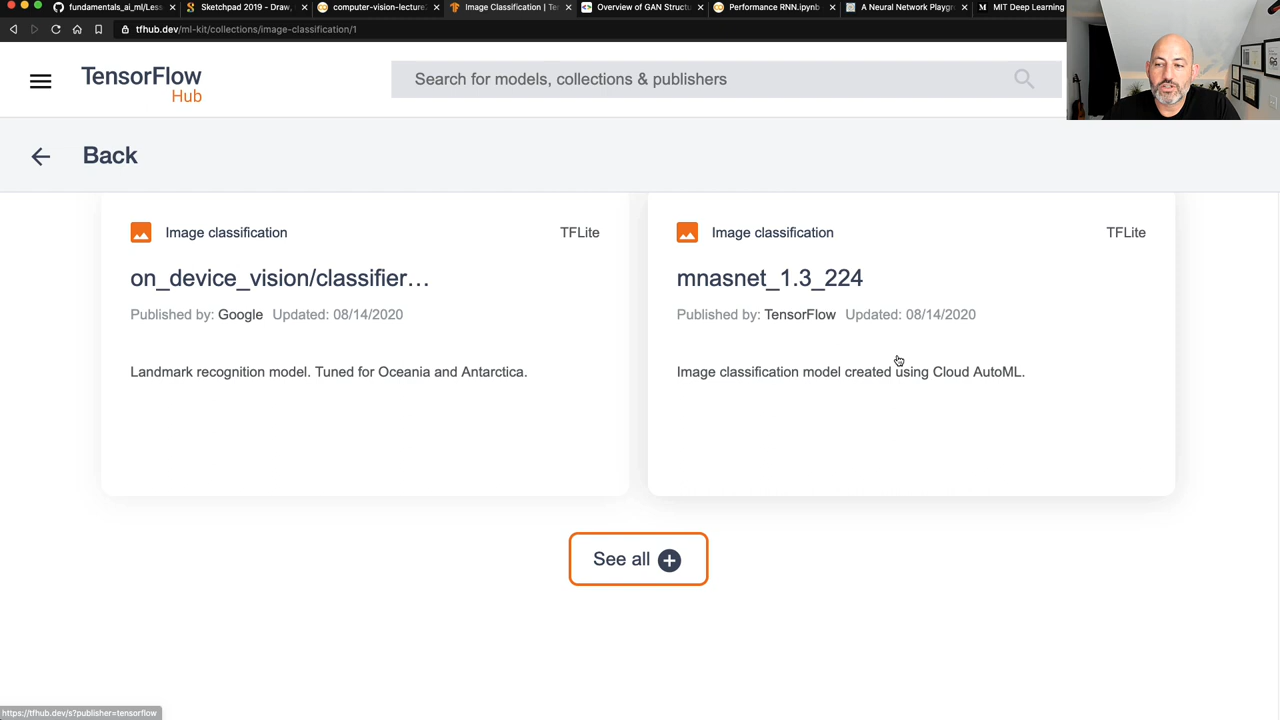 fundamentals_ai_ml/Less
Sketchpad 2019 - Draw,
computer-vision-lecture
Image Classification | Te
Overview of GAN Struct
Performance RNN.ipynb
A Neural Network Playgr
MIT Deep Learning
tfhub.dev/ml-kit/collections/image-classification/1
TensorFlow
Hub
Search for models, collections & publishers
Back
Image classification
TFLite
on_device_vision/classifier...
Published by: Google Updated: 08/14/2020
Landmark recognition model. Tuned for Oceania and Antarctica.
Image classification
TFLite
mnasnet_1.3_224
Published by: TensorFlow Updated: 08/14/2020
Image classification model created using Cloud AutoML.
See all
https://tfhub.dev/s?publisher=tensorflow